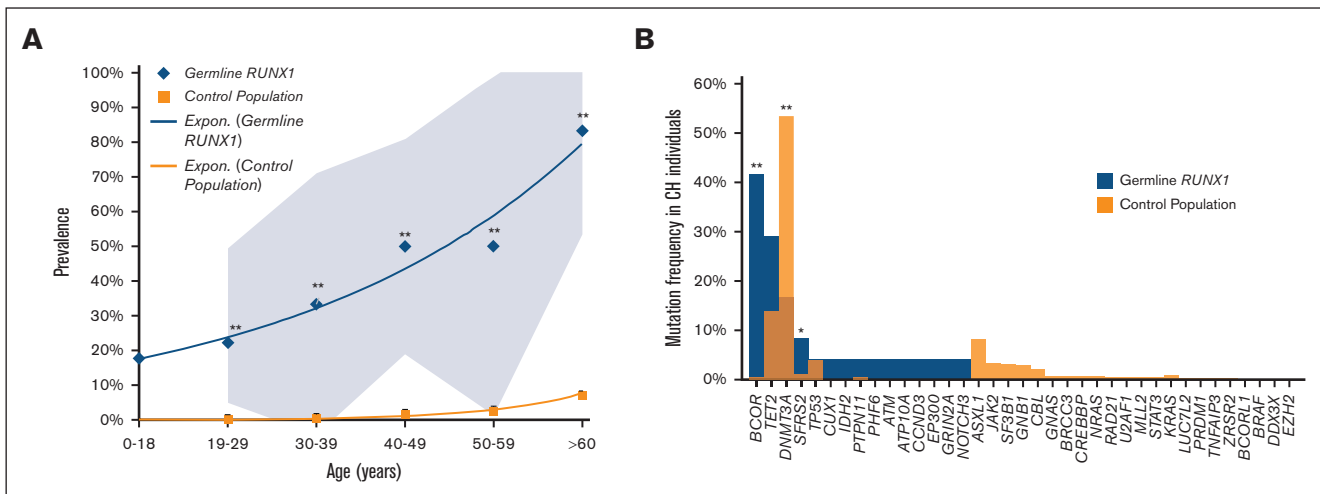 A
Prevalence
100%
90%
80%
70%
60%
50%
40%
30%
20%
10%
0%
Germline RUNX1
Control Population
Expon. (Germline
RUNX1)
Expon. (Control
Population)
**
**
**
**
**
0-18 19-29 30-39 40-49 50-59 >60
Age (years)
B
Mutation frequency in CH individuals
60%
50%
40%
30%
20%
10%
0%
**
**
*
Germline RUNX1
Control Population
BCOR
TET2
DNMT3A
SFRS2
TP53
CUX1
IDH2
PTPN11
PHF6
ATM
ATP10A
CCND3
EP300
GRIN2A
NOTCH3
ASXL1
JAK2
SF3B1
GNB1
CBL
GNAS
BRCC3
CREBBP
NRAS
RAD21
U2AF1
MLL2
STAT3
KRAS
LUC7L2
PRDM1
TNFAIP3
ZRSR2
BCORL1
BRAF
DDX3X
EZH2